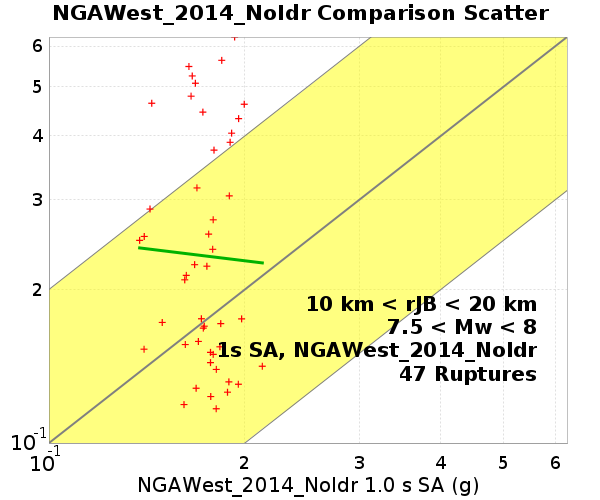 NGAWest_2014_NoIdr Comparison Scatter
6
5
4
3
2
10-1
10 km < rJB < 20 km
7.5 < Mw < 8
1s SA, NGAWest_2014_NoIdr
47 Ruptures
10-1
2
3
4
5
6
NGAWest_2014_NoIdr 1.0 s SA (g)